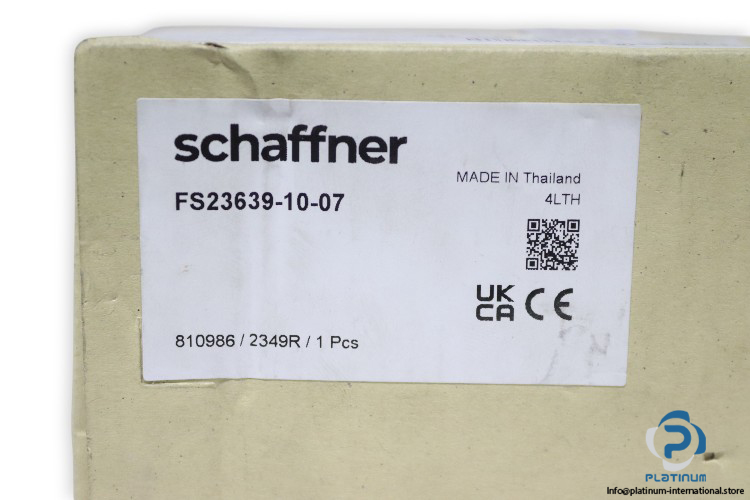 schaffner
MADE IN Thailand
4LTH
FS23639-10-07
UK
CA CE
810986 / 2349R / 1 Pcs
PLATINUM
Info@platinum-international.store